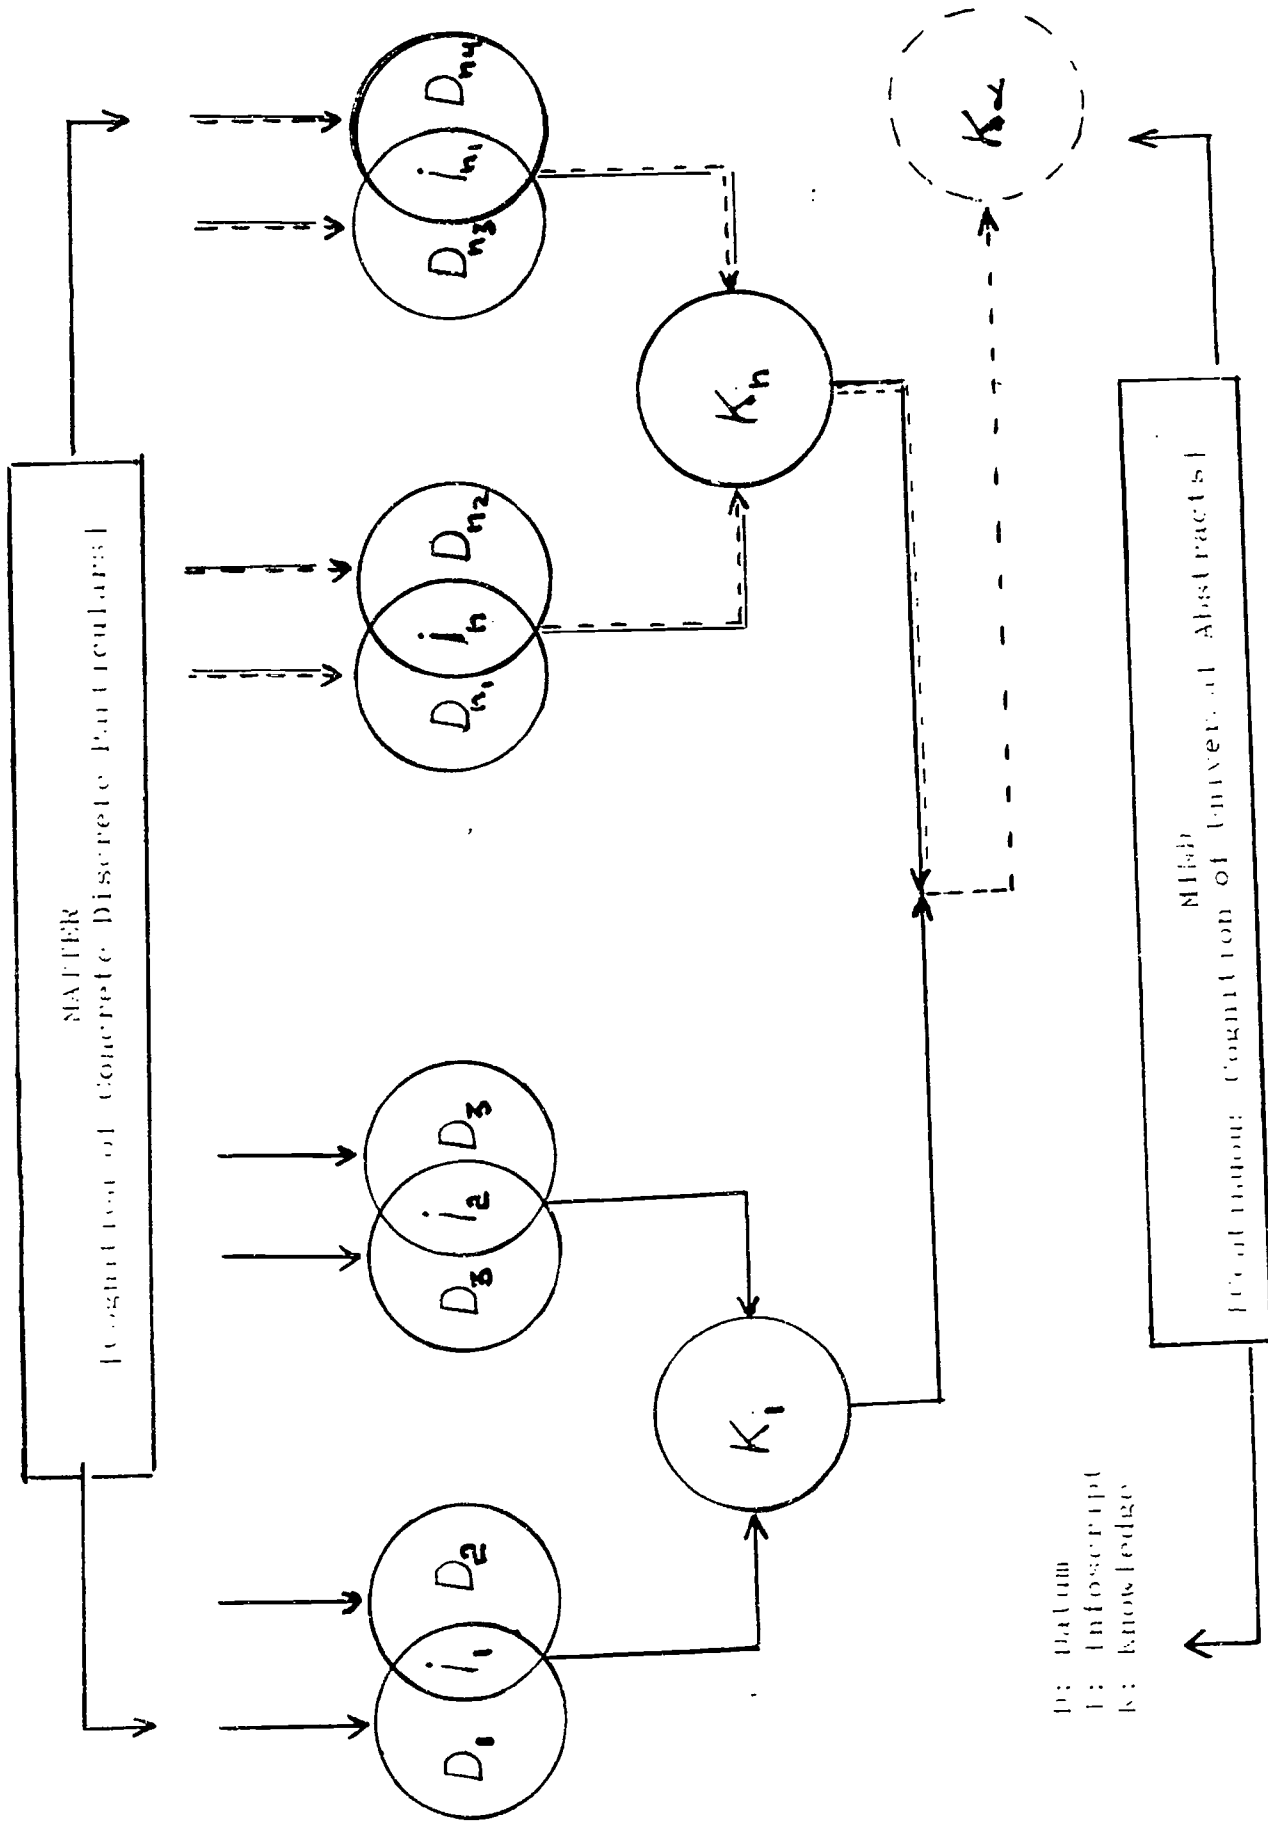 MATTER
[Cognition of Concrete Discrete Particulars]
D₁ i₁ D₂
D₃ i₂ D₃
Dₙ₁ iₙ Dₙ₂
Dₙ₃ iₙ₁ Dₙ₄
K₁
Kₙ
D: Datum
I: Infoscript
K: Knowledge
MIND
Cognition of Universal Abstracts]